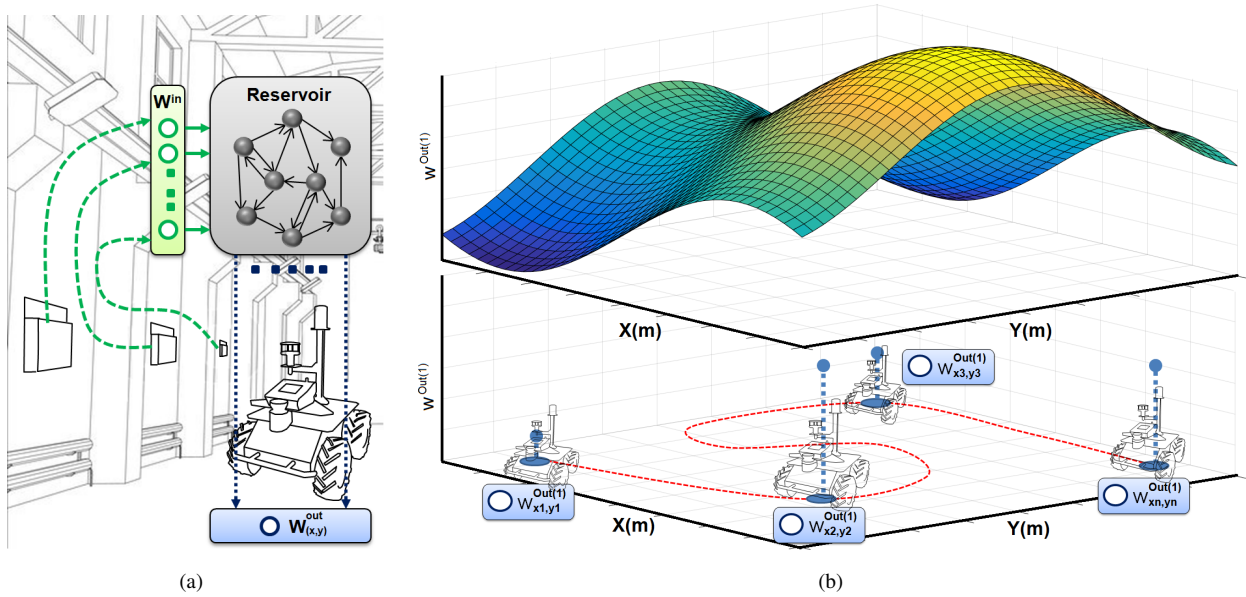 W^in
Reservoir
W^out_(x,y)
(a)
W^Out(1)
X(m)
Y(m)
W^Out(1)
W^Out(1)_x3,y3
W^Out(1)_x1,y1
W^Out(1)_x2,y2
W^Out(1)_xn,yn
X(m)
Y(m)
(b)